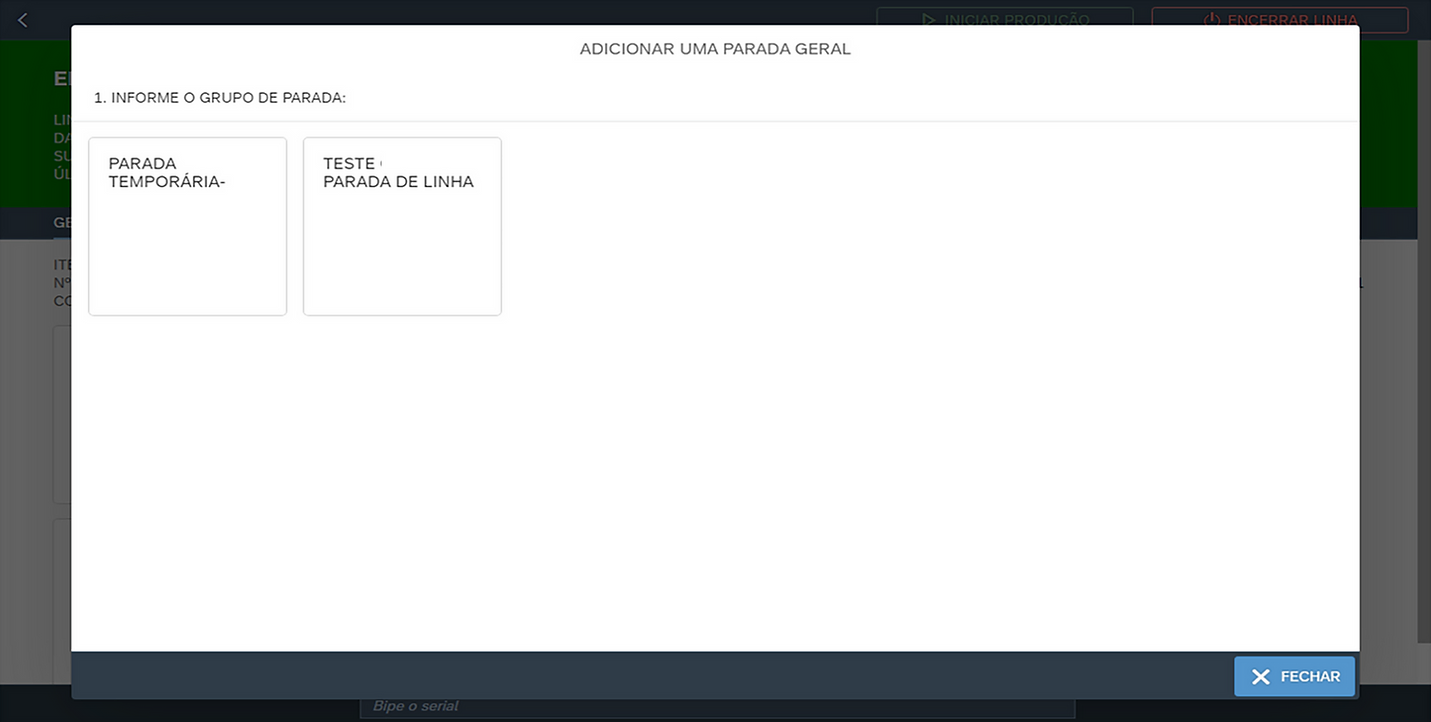 INICIAR PRODUÇÃO
ENCERRAR LINHA
ADICIONAR UMA PARADA GERAL
1. INFORME O GRUPO DE PARADA:
PARADA
TEMPORÁRIA-
TESTE
PARADA DE LINHA
FECHAR
Bipe o serial